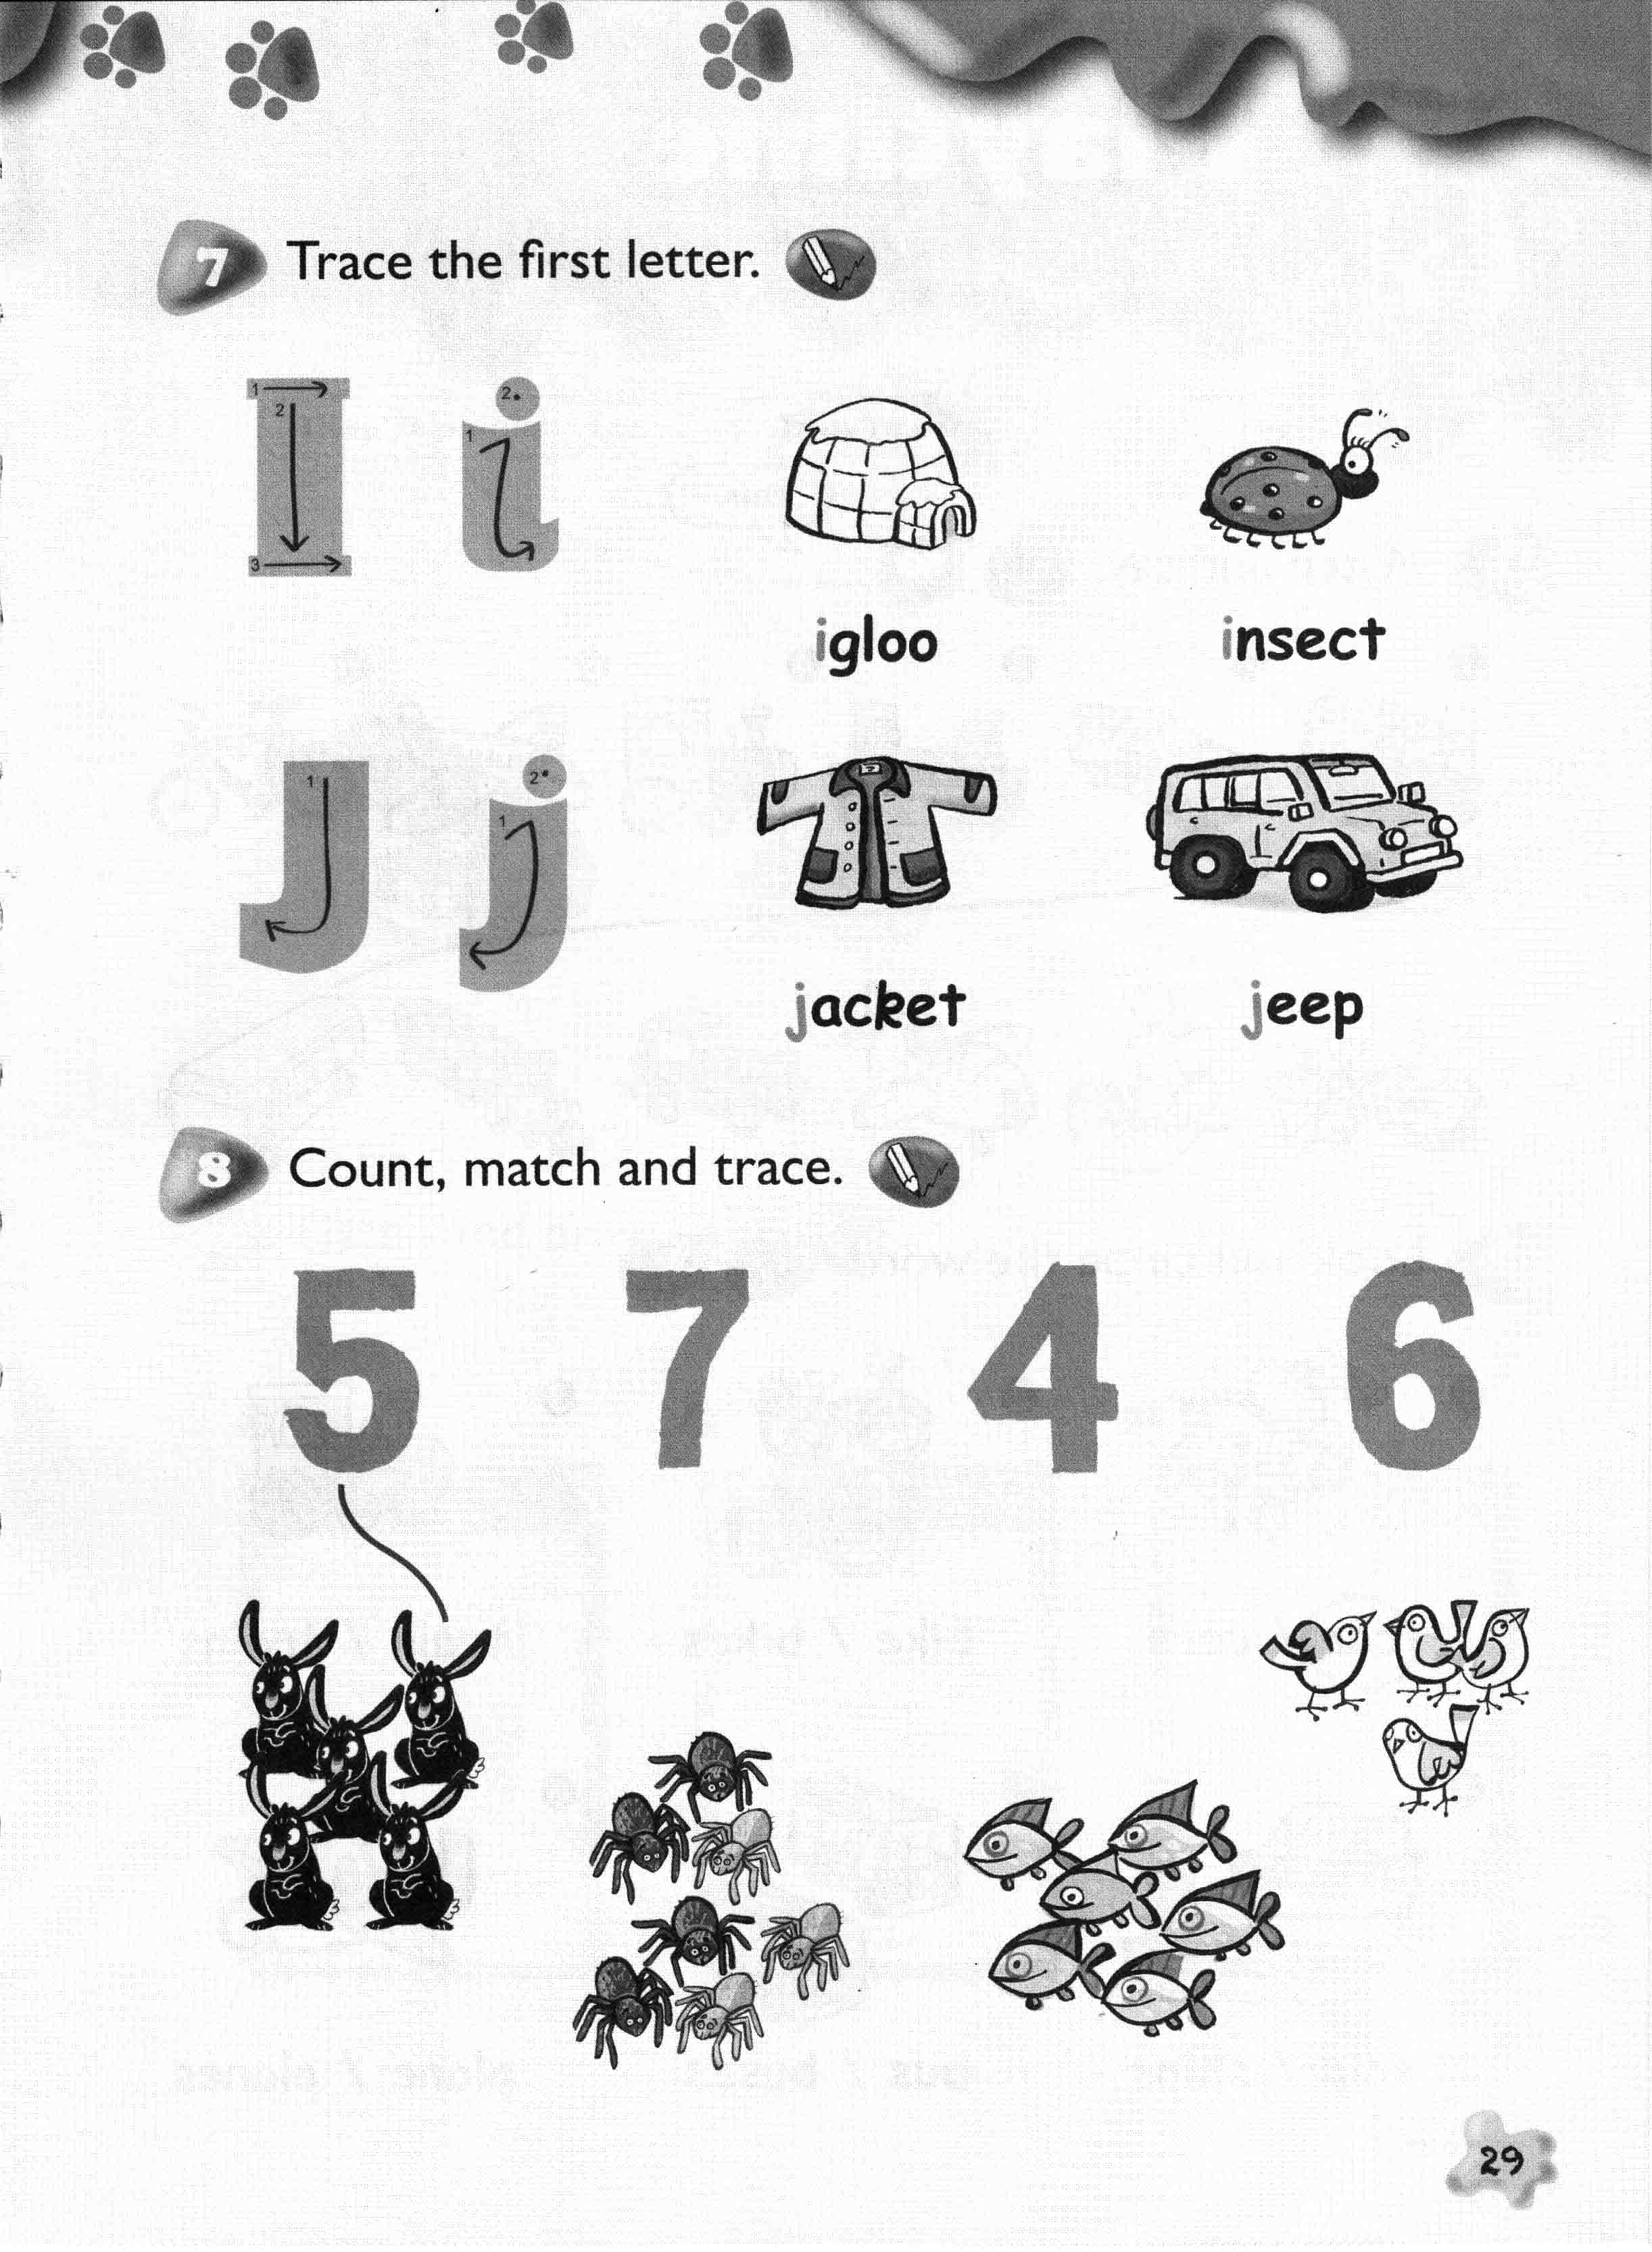 7 Trace the first letter.
I i
igloo insect
J j
jacket jeep
8 Count, match and trace.
5 7 4 6
29